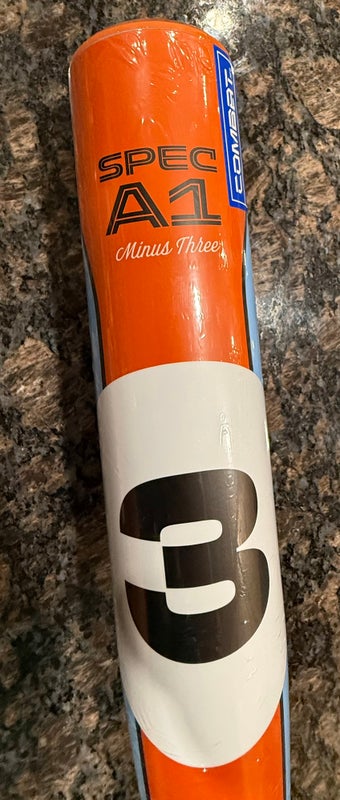 SPEC
A1
Minus Three
COMBAT
3